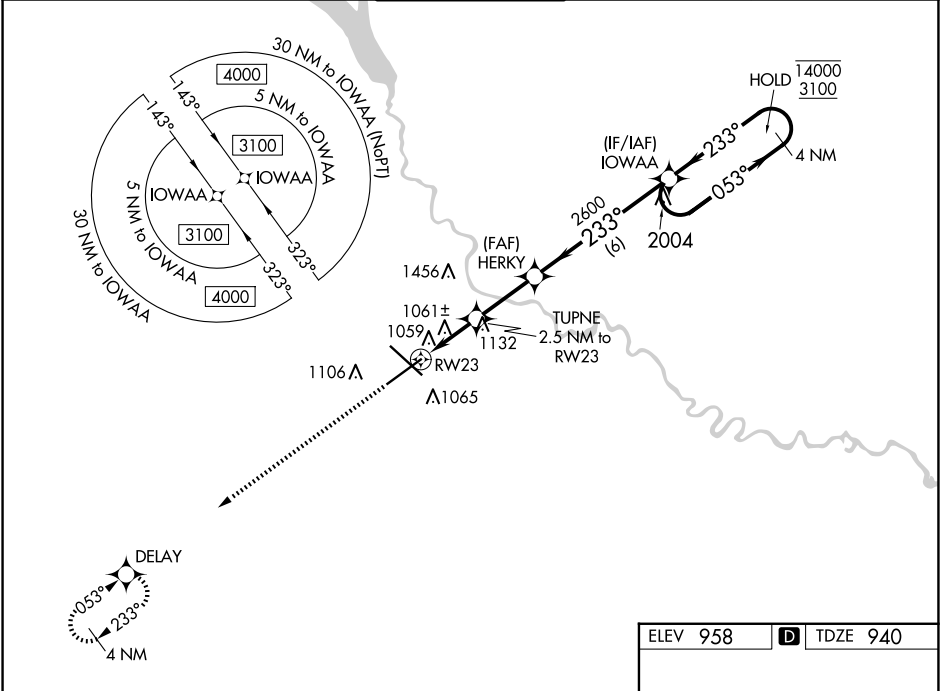 30 NM to IOWAA (NoPT)
4000
5 NM to IOWAA
3100
143°
143°
IOWAA
IOWAA
3100
5 NM to IOWAA
4000
30 NM to IOWAA
323°
323°
HOLD
14000
3100
(IF/IAF)
IOWAA
233°
4 NM
053°
2004
2600
233°
(6)
(FAF)
HERKY
1456
1061±
1059
TUPNE
2.5 NM to
RW23
1132
RW23
1106
1065
DELAY
053°
233°
4 NM
ELEV 958 D TDZE 940